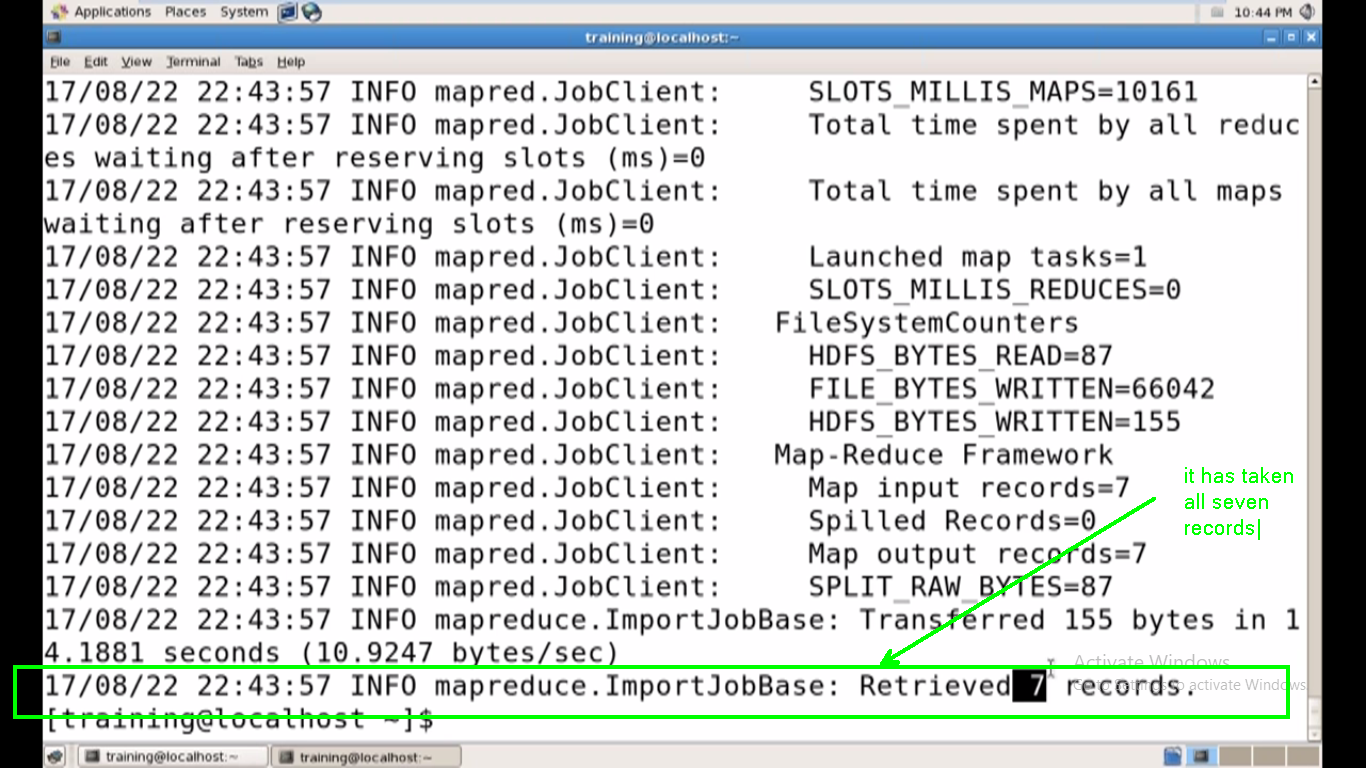 Applications Places System 10:44 PM
training@localhost:~
File Edit View Terminal Tabs Help
17/08/22 22:43:57 INFO mapred.JobClient: SLOTS_MILLIS_MAPS=10161
17/08/22 22:43:57 INFO mapred.JobClient: Total time spent by all reduc
es waiting after reserving slots (ms)=0
17/08/22 22:43:57 INFO mapred.JobClient: Total time spent by all maps
waiting after reserving slots (ms)=0
17/08/22 22:43:57 INFO mapred.JobClient: Launched map tasks=1
17/08/22 22:43:57 INFO mapred.JobClient: SLOTS_MILLIS_REDUCES=0
17/08/22 22:43:57 INFO mapred.JobClient: FileSystemCounters
17/08/22 22:43:57 INFO mapred.JobClient: HDFS_BYTES_READ=87
17/08/22 22:43:57 INFO mapred.JobClient: FILE_BYTES_WRITTEN=66042
17/08/22 22:43:57 INFO mapred.JobClient: HDFS_BYTES_WRITTEN=155
17/08/22 22:43:57 INFO mapred.JobClient: Map-Reduce Framework
17/08/22 22:43:57 INFO mapred.JobClient: Map input records=7
17/08/22 22:43:57 INFO mapred.JobClient: Spilled Records=0
17/08/22 22:43:57 INFO mapred.JobClient: Map output records=7
17/08/22 22:43:57 INFO mapred.JobClient: SPLIT_RAW_BYTES=87
17/08/22 22:43:57 INFO mapreduce.ImportJobBase: Transferred 155 bytes in 1
4.1881 seconds (10.9247 bytes/sec)
17/08/22 22:43:57 INFO mapreduce.ImportJobBase: Retrieved 7 records.
[training@localhost ~]$
it has taken
all seven
records
Activate Windows
Go to Settings to activate Windows.
training@localhost:~ training@localhost:~